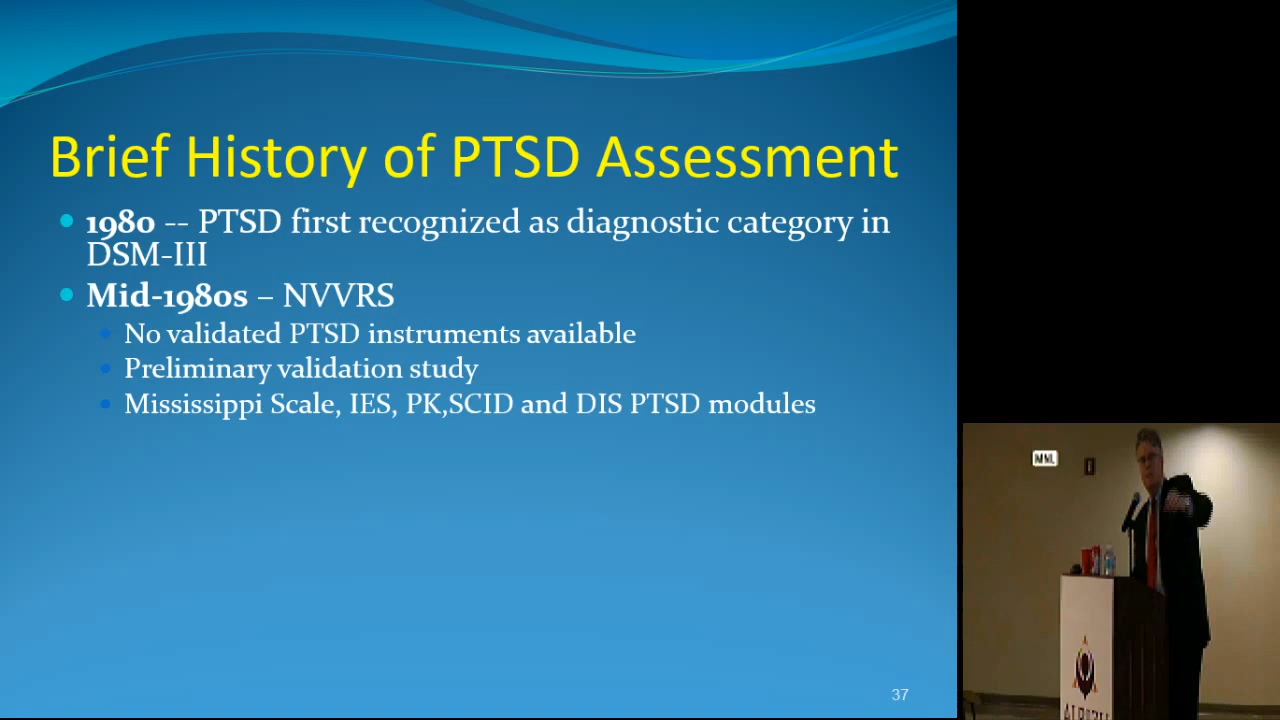 Brief History of PTSD Assessment
1980 -- PTSD first recognized as diagnostic category in
DSM-III
Mid-1980s – NVVRS
No validated PTSD instruments available
Preliminary validation study
Mississippi Scale, IES, PK,SCID and DIS PTSD modules
37
MNL